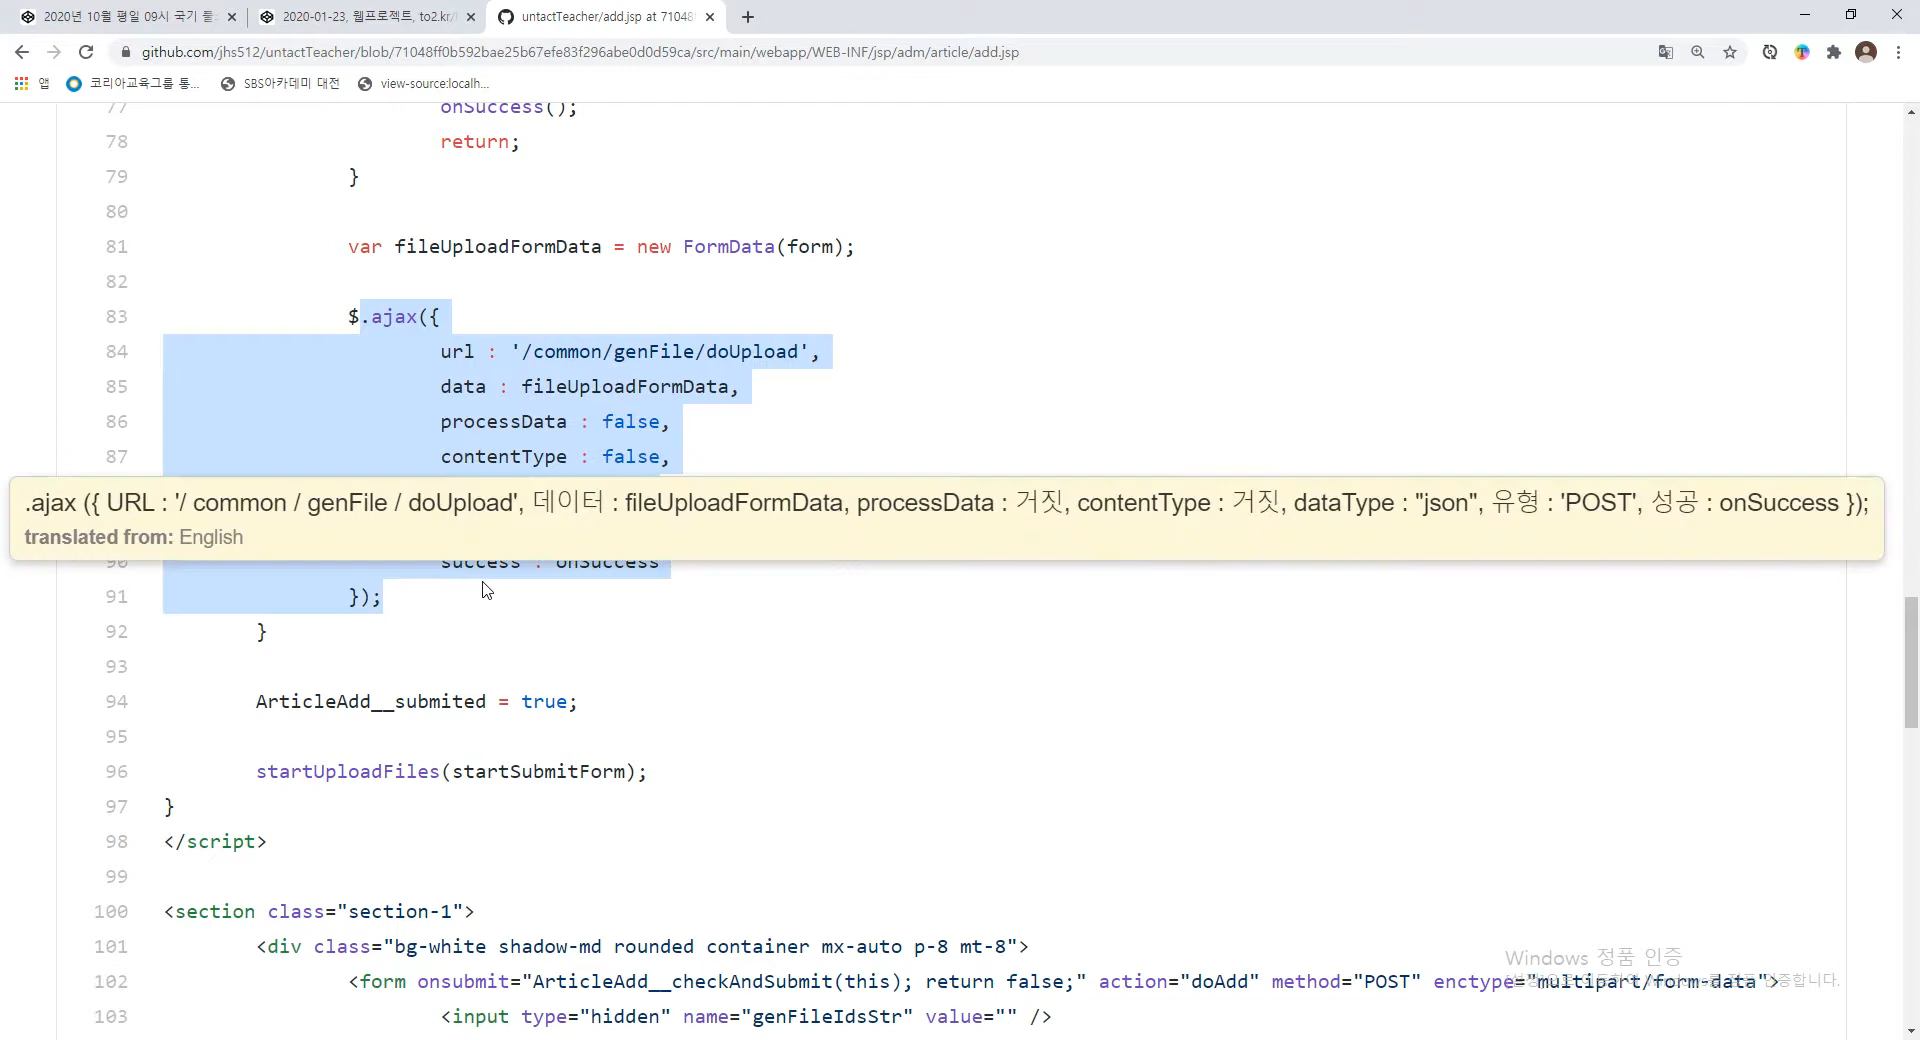 2020년 10월 평일 09시 국기
2020-01-23, 웹프로젝트, to2.kr/
untactTeacher/add.jsp at 71048
github.com/jhs512/untactTeacher/blob/71048ff0b592bae25b67efe83f296abe0d0d59ca/src/main/webapp/WEB-INF/jsp/adm/article/add.jsp
앱 코리아교육그룹 통... SBS아카데미 대전 view-source:localh...
77 onSuccess();
78 return;
79 }
80
81 var fileUploadFormData = new FormData(form);
82
83 $.ajax({
84 url : '/common/genFile/doUpload',
85 data : fileUploadFormData,
86 processData : false,
87 contentType : false,
.ajax ({ URL : '/ common / genFile / doUpload', 데이터 : fileUploadFormData, processData : 거짓, contentType : 거짓, dataType : "json", 유형 : 'POST', 성공 : onSuccess });
translated from: English
90 success : onSuccess
91 });
92 }
93
94 ArticleAdd__submited = true;
95
96 startUploadFiles(startSubmitForm);
97 }
98 </script>
99
100 <section class="section-1">
101 <div class="bg-white shadow-md rounded container mx-auto p-8 mt-8">
Windows 정품 인증
102 <form onsubmit="ArticleAdd__checkAndSubmit(this); return false;" action="doAdd" method="POST" enctype="multipart/form-data">
103 <input type="hidden" name="genFileIdsStr" value="" />